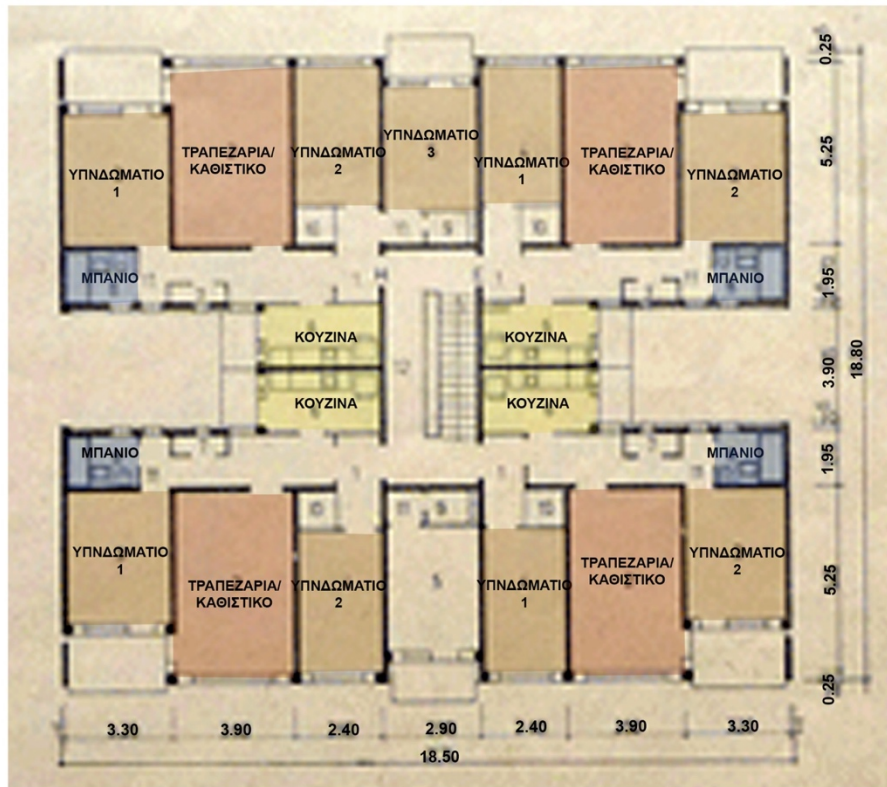 ΥΠΝΔΩΜΑΤΙΟ
1
ΤΡΑΠΕΖΑΡΙΑ/
ΚΑΘΙΣΤΙΚΟ
ΥΠΝΔΩΜΑΤΙΟ
2
ΥΠΝΔΩΜΑΤΙΟ
3
ΥΠΝΔΩΜΑΤΙΟ
1
ΤΡΑΠΕΖΑΡΙΑ/
ΚΑΘΙΣΤΙΚΟ
ΥΠΝΔΩΜΑΤΙΟ
2
ΜΠΑΝΙΟ
ΜΠΑΝΙΟ
ΚΟΥΖΙΝΑ
ΚΟΥΖΙΝΑ
ΚΟΥΖΙΝΑ
ΚΟΥΖΙΝΑ
ΜΠΑΝΙΟ
ΜΠΑΝΙΟ
ΥΠΝΔΩΜΑΤΙΟ
1
ΤΡΑΠΕΖΑΡΙΑ/
ΚΑΘΙΣΤΙΚΟ
ΥΠΝΔΩΜΑΤΙΟ
2
5
ΥΠΝΔΩΜΑΤΙΟ
1
ΤΡΑΠΕΖΑΡΙΑ/
ΚΑΘΙΣΤΙΚΟ
ΥΠΝΔΩΜΑΤΙΟ
2
0.25
5.25
1.95
3.90
18.80
1.95
5.25
0.25
3.30
3.90
2.40
2.90
2.40
3.90
3.30
18.50